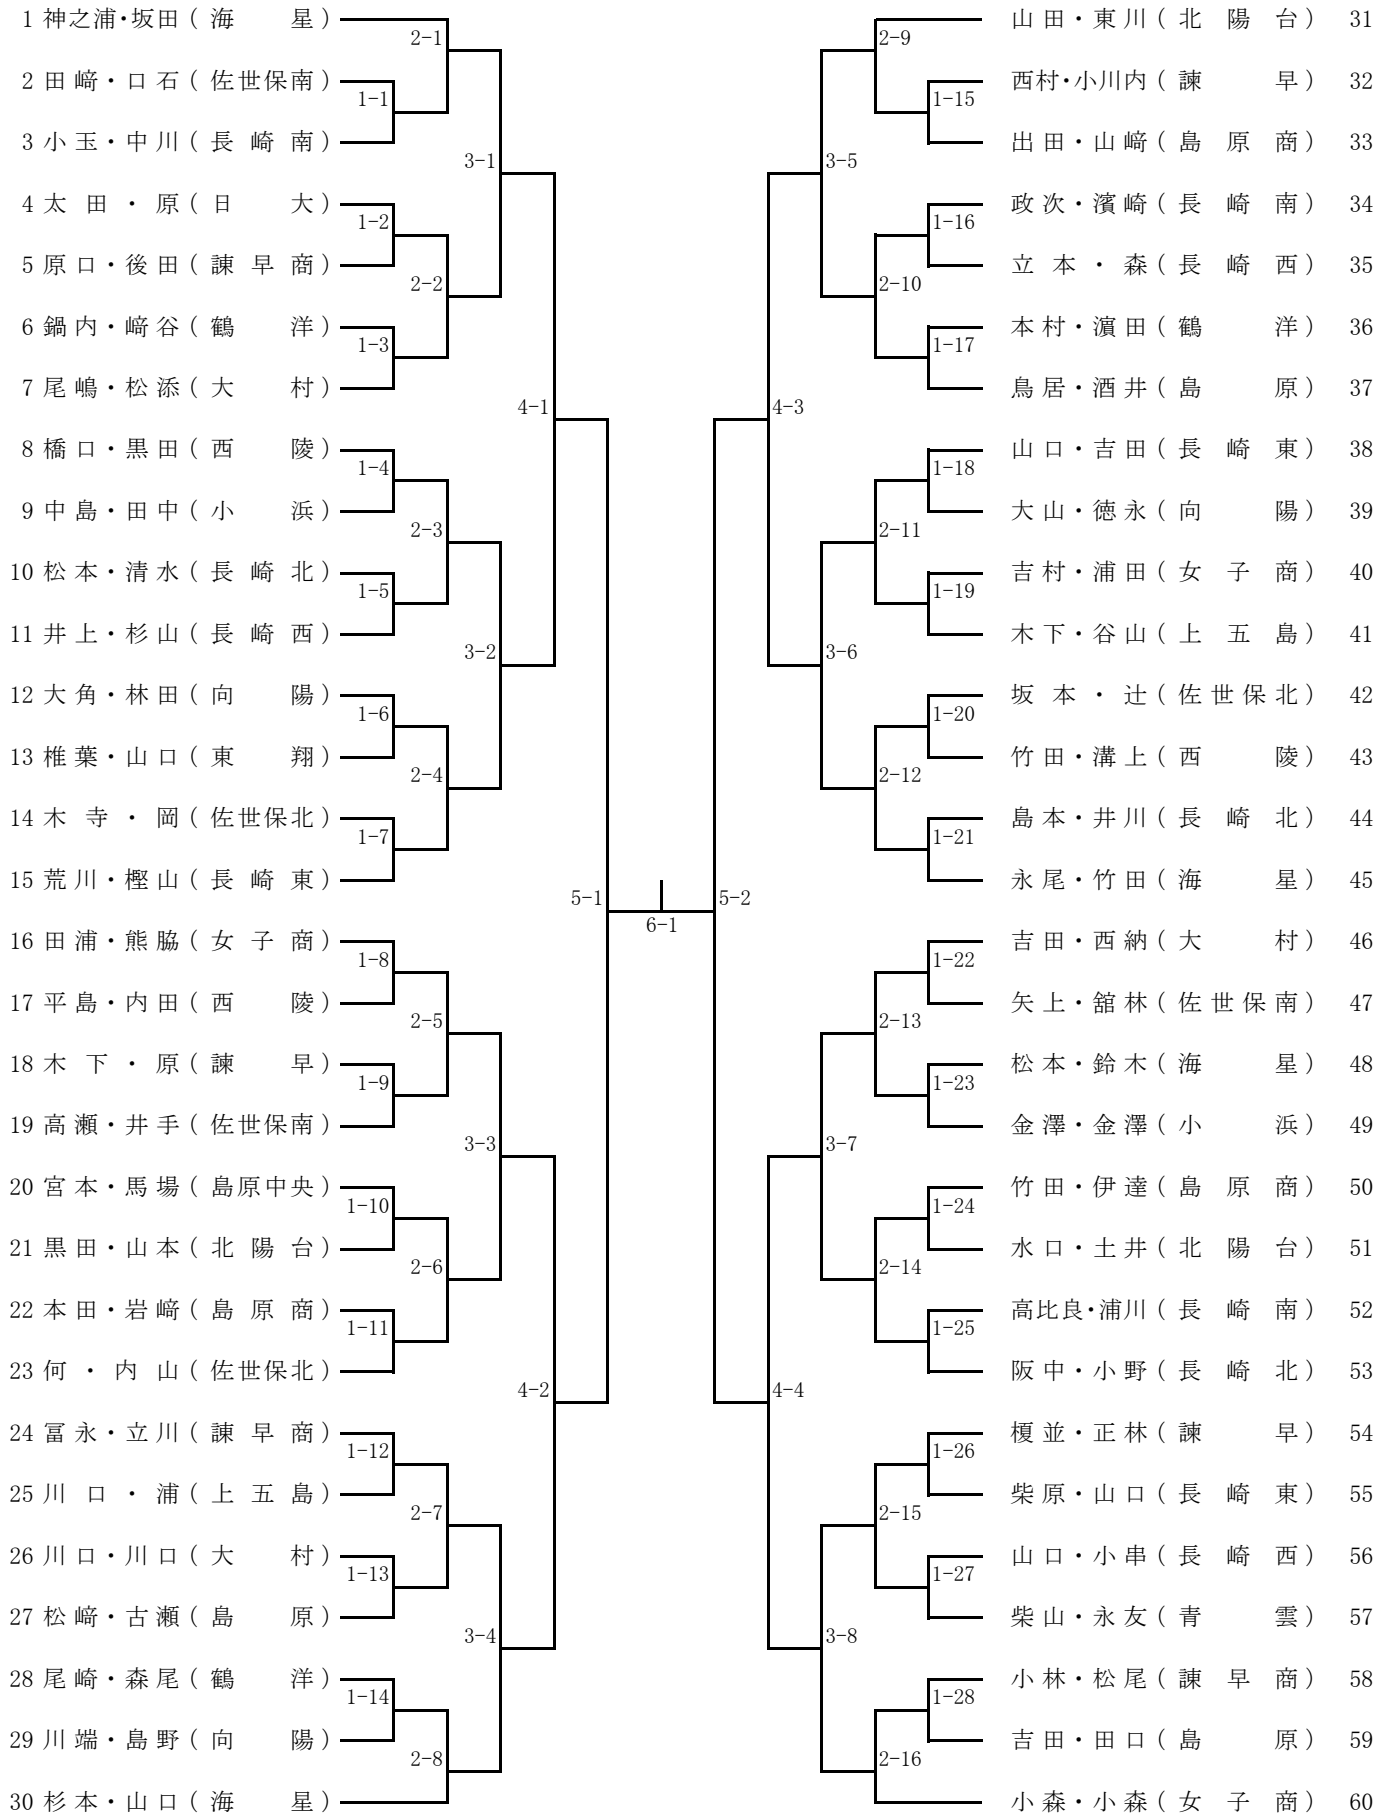 1 神之浦・坂田 ( 海 星 )
2-1
2 田 﨑 ・ 口 石 ( 佐世保南 )
1-1
3 小 玉 ・ 中 川 ( 長 崎 南 )
3-1
4 太 田 ・ 原 ( 日 大 )
1-2
5 原 口 ・ 後 田 ( 諫 早 商 )
2-2
6 鍋 内 ・ 﨑 谷 ( 鶴 洋 )
1-3
7 尾 嶋 ・ 松 添 ( 大 村 )
4-1
8 橋 口 ・ 黒 田 ( 西 陵 )
1-4
9 中 島 ・ 田 中 ( 小 浜 )
2-3
10 松 本 ・ 清 水 ( 長 崎 北 )
1-5
11 井 上 ・ 杉 山 ( 長 崎 西 )
3-2
12 大 角 ・ 林 田 ( 向 陽 )
1-6
13 椎 葉 ・ 山 口 ( 東 翔 )
2-4
14 木 寺 ・ 岡 ( 佐世保北 )
1-7
15 荒 川 ・ 樫 山 ( 長 崎 東 )
5-1
16 田 浦 ・ 熊 脇 ( 女 子 商 )
1-8
17 平 島 ・ 内 田 ( 西 陵 )
2-5
18 木 下 ・ 原 ( 諫 早 )
1-9
19 高 瀬 ・ 井 手 ( 佐世保南 )
3-3
20 宮 本 ・ 馬 場 ( 島原中央 )
1-10
21 黒 田 ・ 山 本 ( 北 陽 台 )
2-6
22 本 田 ・ 岩 﨑 ( 島 原 商 )
1-11
23 何 ・ 内 山 ( 佐世保北 )
4-2
24 冨 永 ・ 立 川 ( 諫 早 商 )
1-12
25 川 口 ・ 浦 ( 上 五 島 )
2-7
26 川 口 ・ 川 口 ( 大 村 )
1-13
27 松 﨑 ・ 古 瀬 ( 島 原 )
3-4
28 尾 崎 ・ 森 尾 ( 鶴 洋 )
1-14
29 川 端 ・ 島 野 ( 向 陽 )
2-8
30 杉 本 ・ 山 口 ( 海 星 )
6-1
山 田 ・ 東 川 ( 北 陽 台 ) 31
2-9
西村・小川内 ( 諫 早 ) 32
1-15
出 田 ・ 山 﨑 ( 島 原 商 ) 33
3-5
政 次 ・ 濱 崎 ( 長 崎 南 ) 34
1-16
立 本 ・ 森 ( 長 崎 西 ) 35
2-10
本 村 ・ 濵 田 ( 鶴 洋 ) 36
1-17
鳥 居 ・ 酒 井 ( 島 原 ) 37
4-3
山 口 ・ 吉 田 ( 長 崎 東 ) 38
1-18
大 山 ・ 徳 永 ( 向 陽 ) 39
2-11
吉 村 ・ 浦 田 ( 女 子 商 ) 40
1-19
木 下 ・ 谷 山 ( 上 五 島 ) 41
3-6
坂 本 ・ 辻 ( 佐 世 保 北 ) 42
1-20
竹 田 ・ 溝 上 ( 西 陵 ) 43
2-12
島 本 ・ 井 川 ( 長 崎 北 ) 44
1-21
永 尾 ・ 竹 田 ( 海 星 ) 45
5-2
吉 田 ・ 西 納 ( 大 村 ) 46
1-22
矢 上 ・ 舘 林 ( 佐 世 保 南 ) 47
2-13
松 本 ・ 鈴 木 ( 海 星 ) 48
1-23
金 澤 ・ 金 澤 ( 小 浜 ) 49
3-7
竹 田 ・ 伊 達 ( 島 原 商 ) 50
1-24
水 口 ・ 土 井 ( 北 陽 台 ) 51
2-14
高比良・浦川 ( 長 崎 南 ) 52
1-25
阪 中 ・ 小 野 ( 長 崎 北 ) 53
4-4
榎 並 ・ 正 林 ( 諫 早 ) 54
1-26
柴 原 ・ 山 口 ( 長 崎 東 ) 55
2-15
山 口 ・ 小 串 ( 長 崎 西 ) 56
1-27
柴 山 ・ 永 友 ( 青 雲 ) 57
3-8
小 林 ・ 松 尾 ( 諫 早 商 ) 58
1-28
吉 田 ・ 田 口 ( 島 原 ) 59
2-16
小 森 ・ 小 森 ( 女 子 商 ) 60